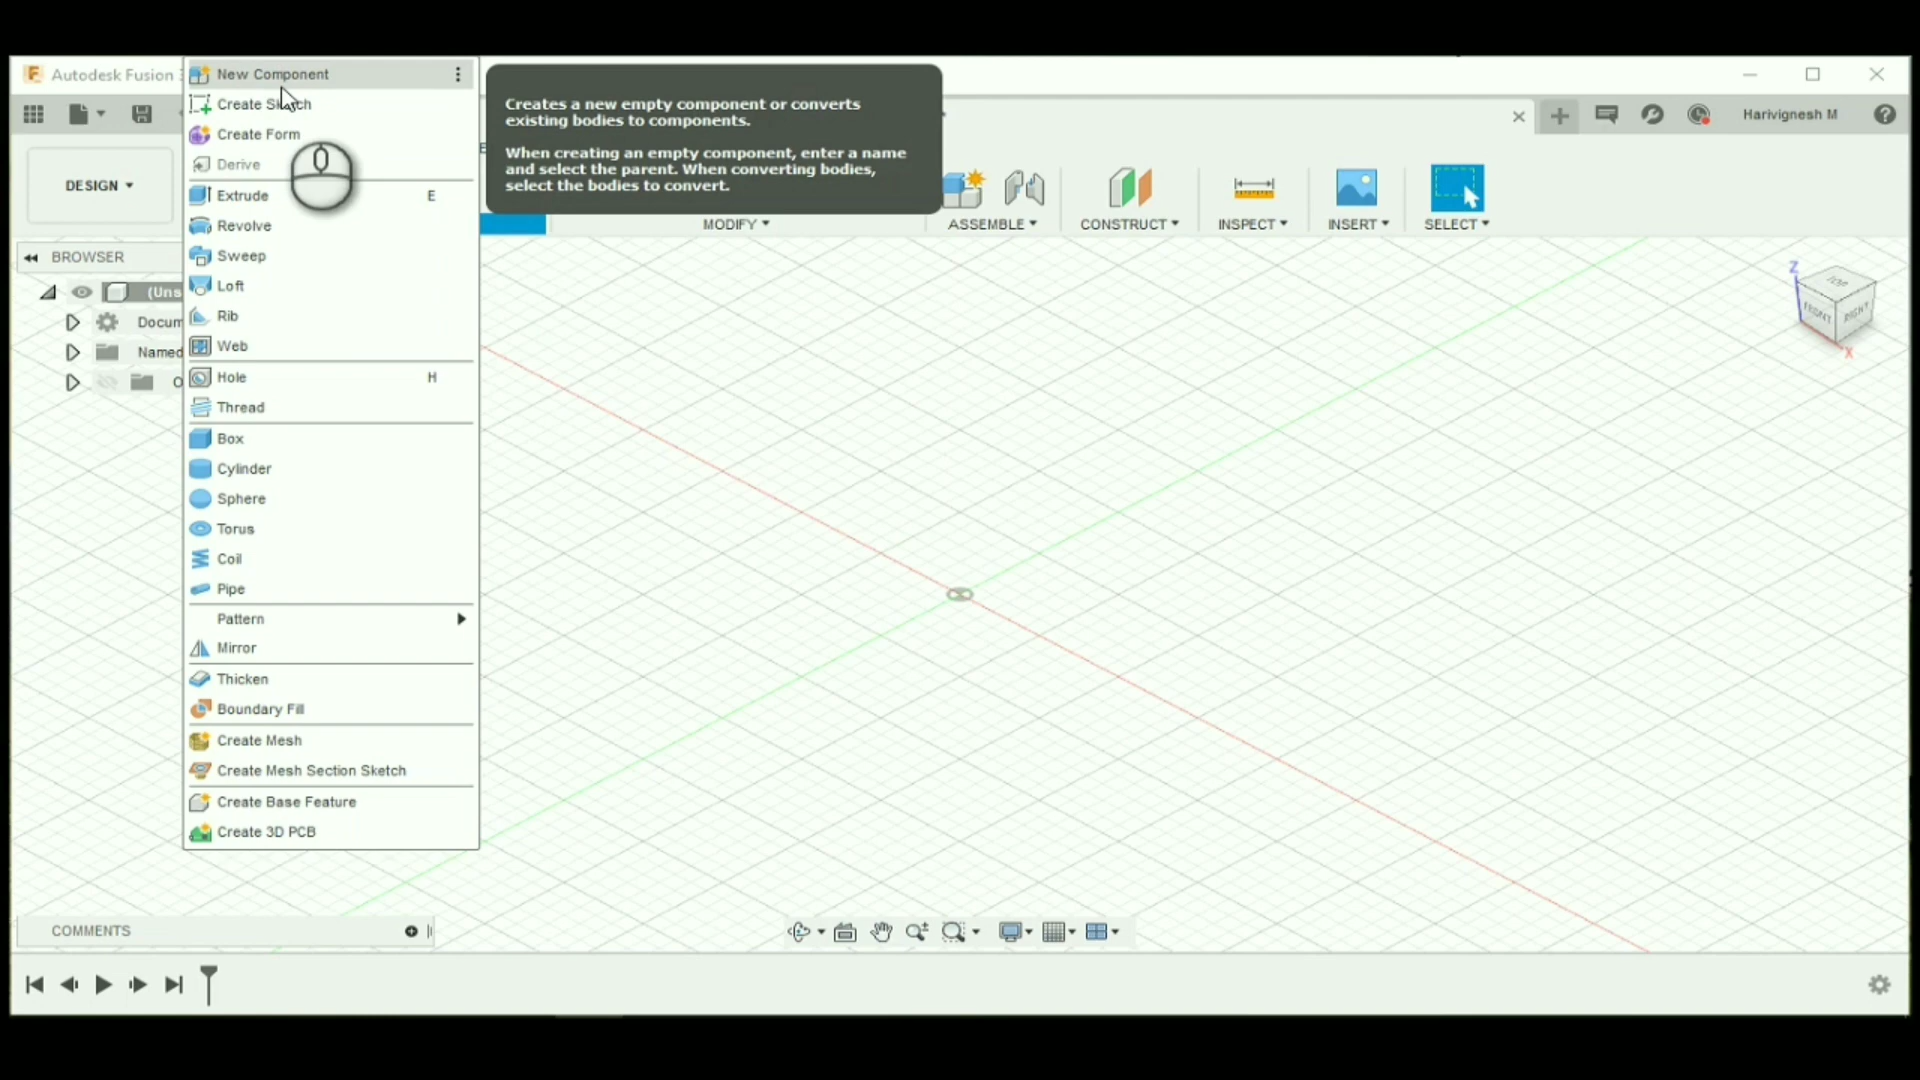 Autodesk Fusion
New Component
Create Sketch
Create Form
Derive
Extrude E
Revolve
Sweep
Loft
Rib
Web
Hole H
Thread
Box
Cylinder
Sphere
Torus
Coil
Pipe
Pattern
Mirror
Thicken
Boundary Fill
Create Mesh
Create Mesh Section Sketch
Create Base Feature
Create 3D PCB
Creates a new empty component or converts
existing bodies to components.
When creating an empty component, enter a name
and select the parent. When converting bodies,
select the bodies to convert.
Harivignesh M
DESIGN
MODIFY
ASSEMBLE
CONSTRUCT
INSPECT
INSERT
SELECT
BROWSER
(Uns
Docum
Named
O
TOP
FRONT
RIGHT
Z
X
COMMENTS